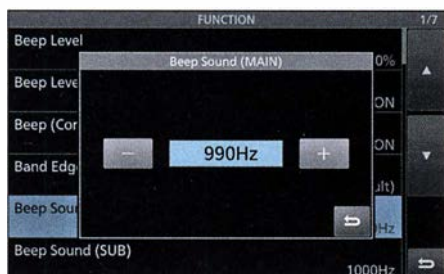 FUNCTION 1/7
Beep Level
Beep Sound (MAIN)
0%
Beep Leve
ON
Beep (Cor
ON
990Hz
Band Edg
ult)
Beep Soun
Hz
Beep Sound (SUB)
1000Hz